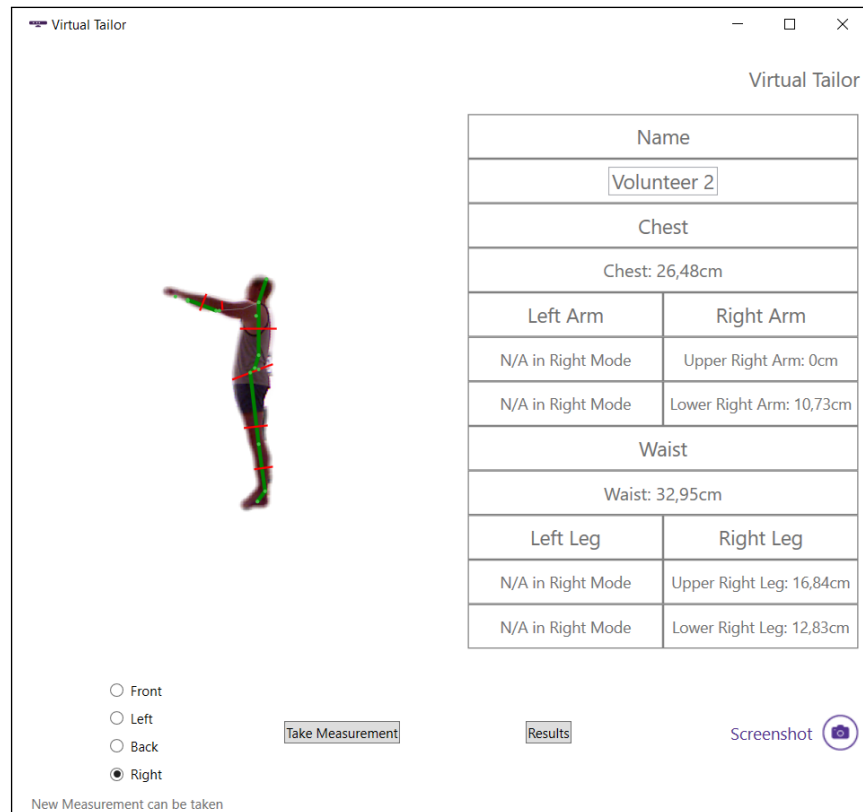 Virtual Tailor
Virtual Tailor
Name
Volunteer 2
Chest
Chest: 26,48cm
Left Arm Right Arm
N/A in Right Mode Upper Right Arm: 0cm
N/A in Right Mode Lower Right Arm: 10,73cm
Waist
Waist: 32,95cm
Left Leg Right Leg
N/A in Right Mode Upper Right Leg: 16,84cm
N/A in Right Mode Lower Right Leg: 12,83cm
Front
Left
Back
Right
Take Measurement Results Screenshot
New Measurement can be taken